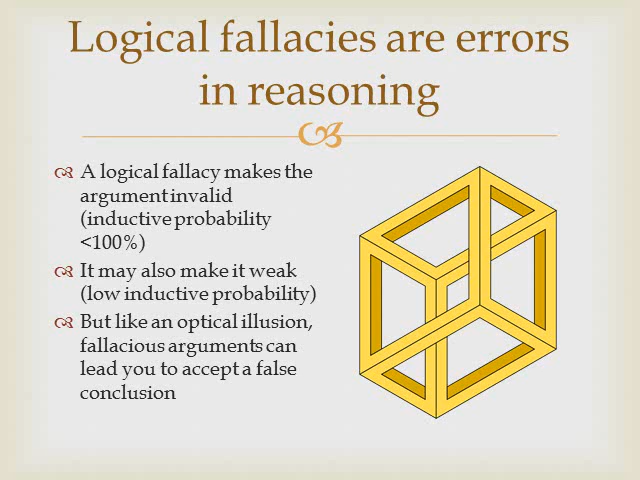 Logical fallacies are errors
in reasoning
A logical fallacy makes the
argument invalid
(inductive probability
<100%)
It may also make it weak
(low inductive probability)
But like an optical illusion,
fallacious arguments can
lead you to accept a false
conclusion